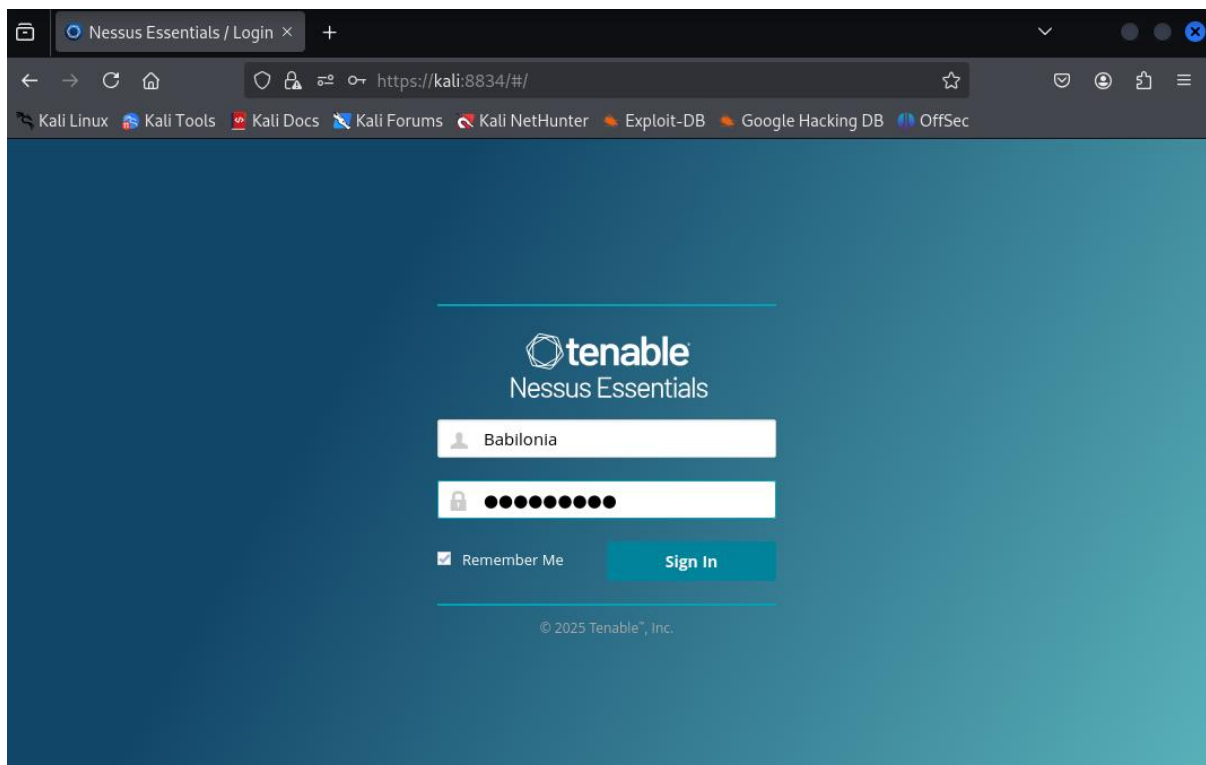 Nessus Essentials / Login
https://kali:8834/#/
Kali Linux Kali Tools Kali Docs Kali Forums Kali NetHunter Exploit-DB Google Hacking DB OffSec
tenable
Nessus Essentials
Babilonia
●●●●●●●●●
Remember Me Sign In
© 2025 Tenable™, Inc.